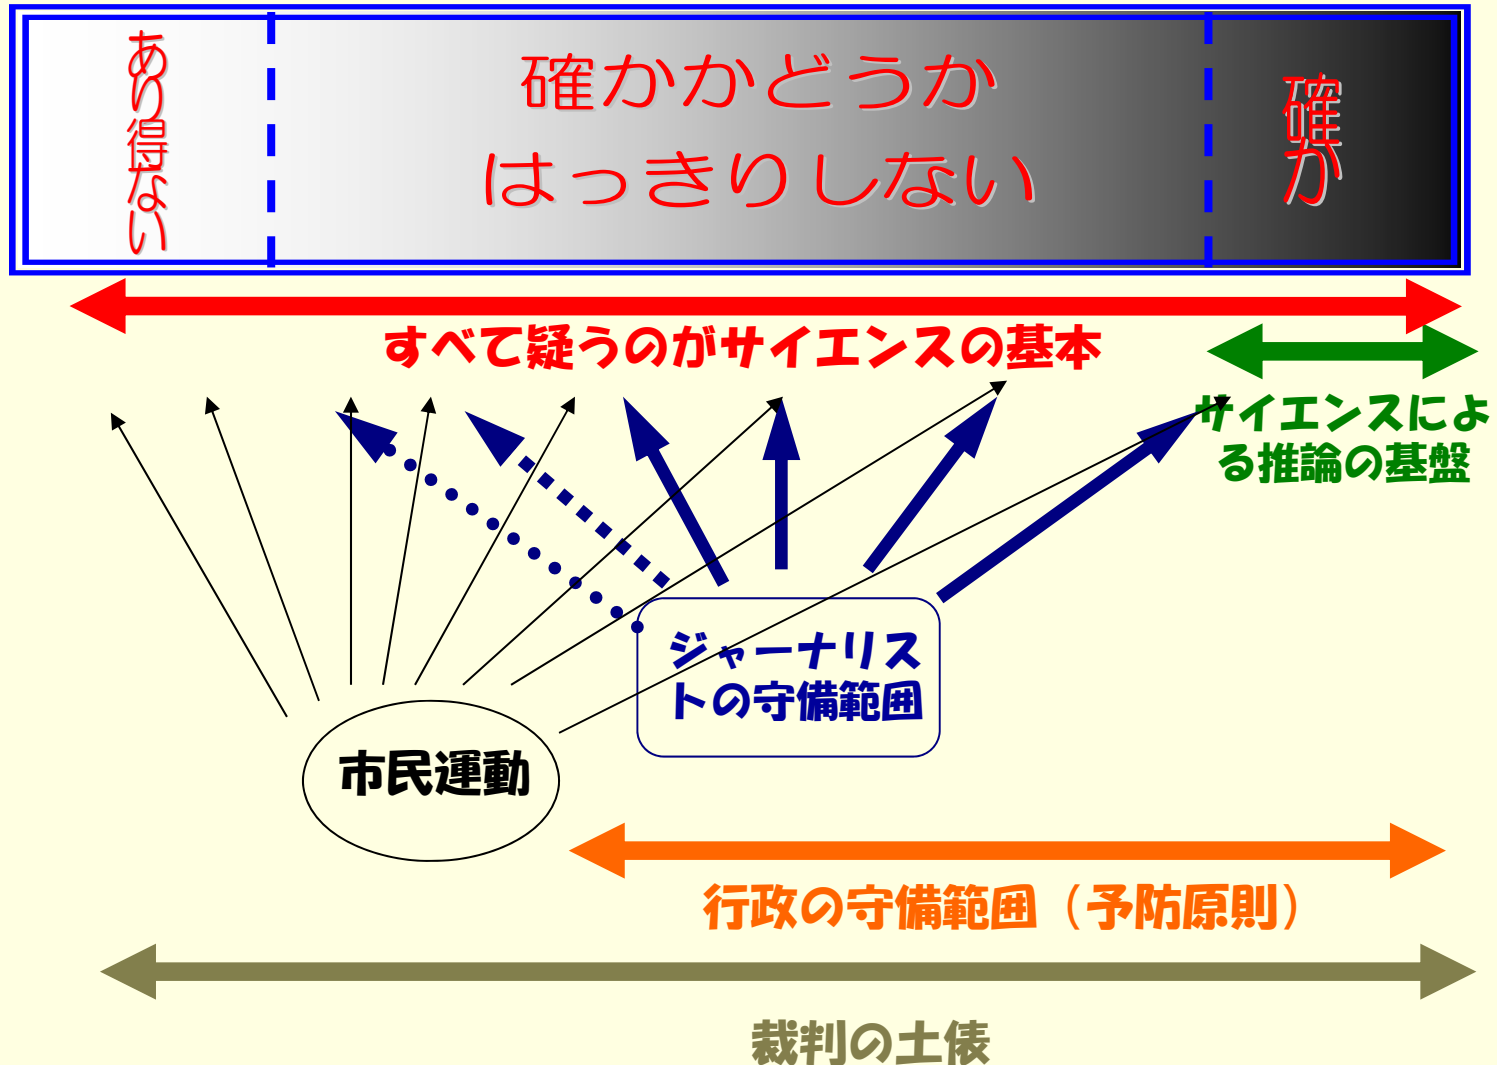 あり得ない
確かかどうか
はっきりしない
確か
すべて疑うのがサイエンスの基本
サイエンスによ
る推論の基盤
ジャーナリス
トの守備範囲
市民運動
行政の守備範囲（予防原則）
裁判の土俵